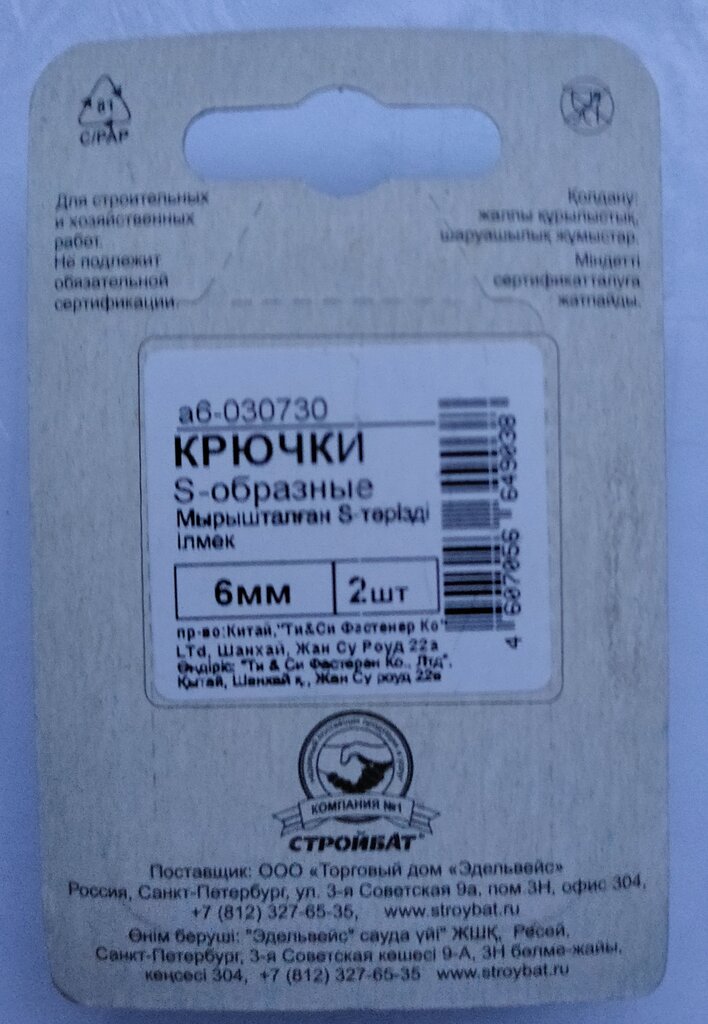 81
C/PAP
Для строительных
и хозяйственных
работ.
Не подлежит
обязательной
сертификации.
Қолдану:
жалпы құрылыстық,
шаруашылық жұмыстар.
Міндетті
сертификатталуға
жатпайды.
а6-030730
КРЮЧКИ
S-образные
Мырышталған S-тәрізді
ілмек
6мм
2шт
4 607056 649038
пр-во:Китай,"Ти&Си Фастенер Ко"
LTd, Шанхай, Жан Су Роуд 22а
Өндіріс: "Ти & Си Фастерен Ко., Лтд".
Қытай, Шанхай қ., Жан Су роуд 22в
КОМПАНИЯ №1
СТРОЙБАТ®
Поставщик: ООО «Торговый дом «Эдельвейс»
Россия, Санкт-Петербург, ул. 3-я Советская 9а, пом 3Н, офис 304,
+7 (812) 327-65-35, www.stroybat.ru
Өнім беруші: "Эдельвейс" сауда үйі" ЖШҚ, Ресей,
Санкт-Петербург, 3-я Советская көшесі 9-А, 3Н бөлме-жайы,
кеңсесі 304, +7 (812) 327-65-35 www.stroybat.ru